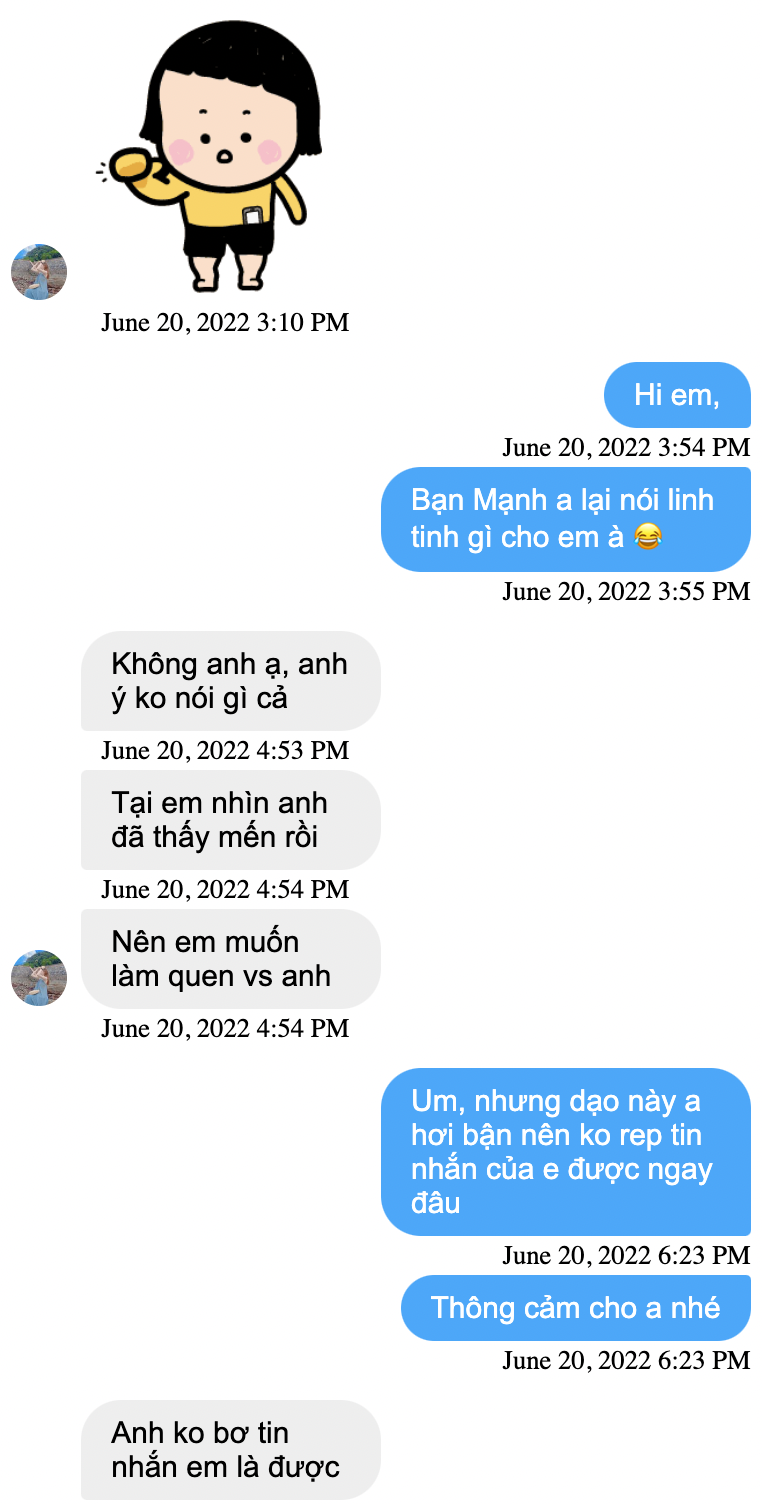 June 20, 2022 3:10 PM
Hi em,
June 20, 2022 3:54 PM
Bạn Mạnh a lại nói linh
tinh gì cho em à 😂
June 20, 2022 3:55 PM
Không anh ạ, anh
ý ko nói gì cả
June 20, 2022 4:53 PM
Tại em nhìn anh
đã thấy mến rồi
June 20, 2022 4:54 PM
Nên em muốn
làm quen vs anh
June 20, 2022 4:54 PM
Um, nhưng dạo này a
hơi bận nên ko rep tin
nhắn của e được ngay
đâu
June 20, 2022 6:23 PM
Thông cảm cho a nhé
June 20, 2022 6:23 PM
Anh ko bơ tin
nhắn em là được